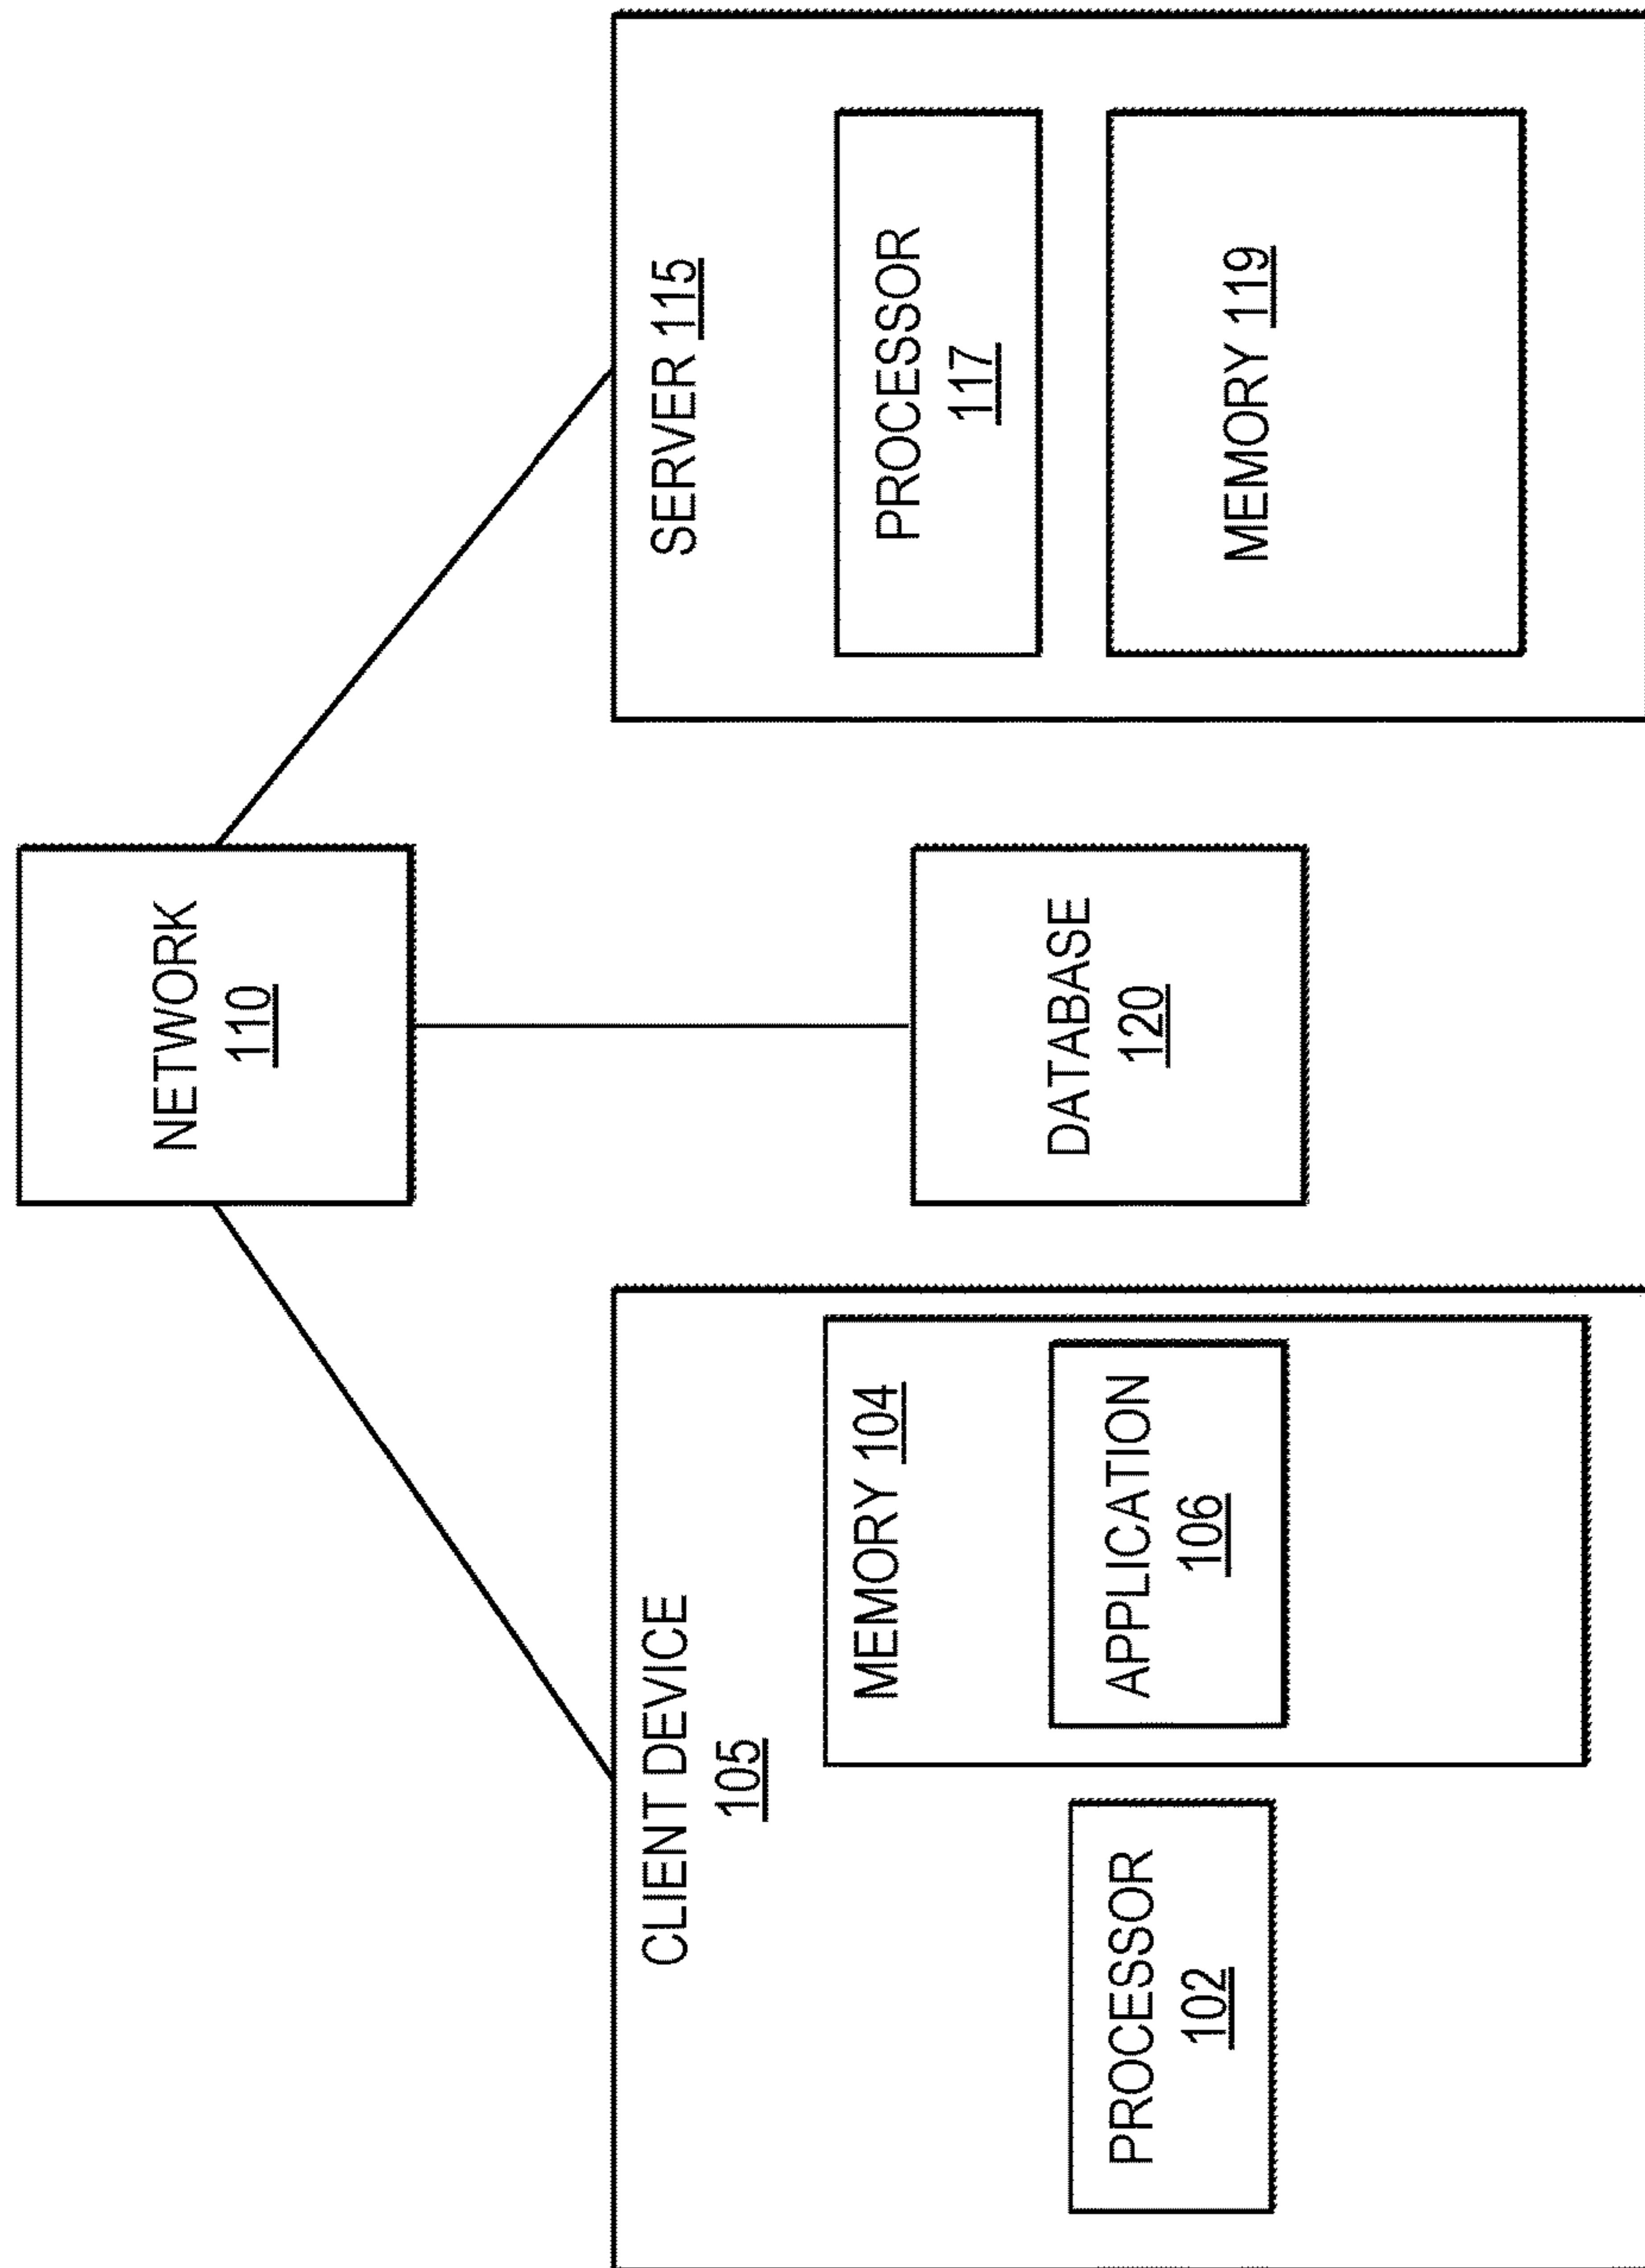 NETWORK
110
CLIENT DEVICE
105
MEMORY 104
APPLICATION
106
PROCESSOR
102
DATABASE
120
SERVER 115
PROCESSOR
117
MEMORY 119